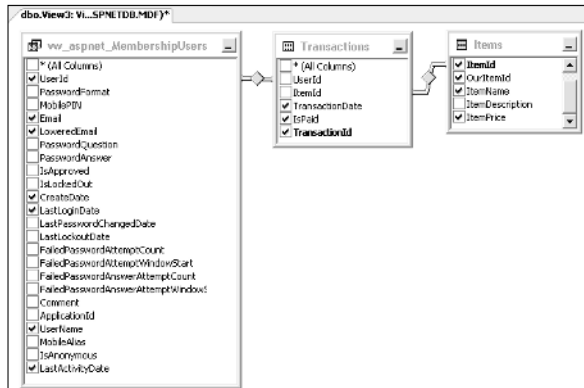 dbo.View3: Vi...SPNETDB.MDF)*
vw_aspnet_MembershipUsers
* (All Columns)
UserId
PasswordFormat
MobilePIN
Email
LoweredEmail
PasswordQuestion
PasswordAnswer
IsApproved
IsLockedOut
CreateDate
LastLoginDate
LastPasswordChangedDate
LastLockoutDate
FailedPasswordAttemptCount
FailedPasswordAttemptWindowStart
FailedPasswordAnswerAttemptCount
FailedPasswordAnswerAttemptWindowS
Comment
ApplicationId
UserName
MobileAlias
IsAnonymous
LastActivityDate
Transactions
* (All Columns)
UserId
ItemId
TransactionDate
IsPaid
TransactionId
Items
ItemId
OurItemId
ItemName
ItemDescription
ItemPrice